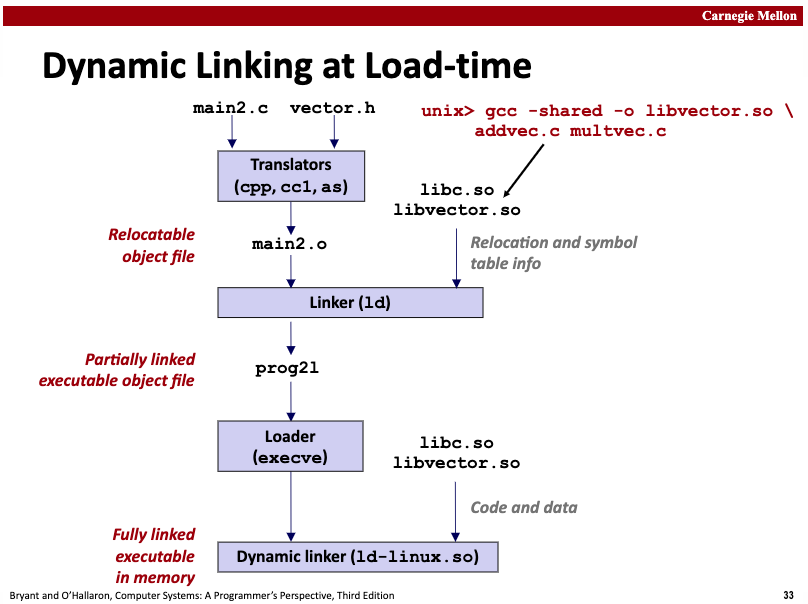 Carnegie Mellon
Dynamic Linking at Load-time
main2.c vector.h
unix> gcc -shared -o libvector.so \
addvec.c multvec.c
Translators
(cpp, cc1, as)
libc.so
libvector.so
Relocatable
object file
main2.o
Relocation and symbol
table info
Linker (ld)
Partially linked
executable object file
prog2l
Loader
(execve)
libc.so
libvector.so
Code and data
Fully linked
executable
in memory
Dynamic linker (ld-linux.so)
Bryant and O'Hallaron, Computer Systems: A Programmer's Perspective, Third Edition
33